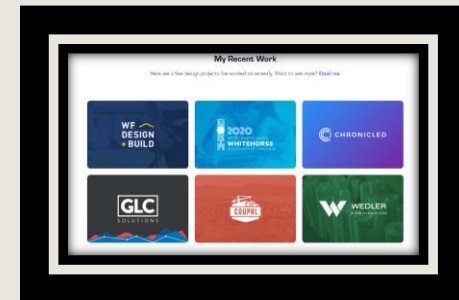 My Recent Work
Here are a few design projects I've worked on recently. Want to see more? Email me.
WF
DESIGN
+ BUILD
2020
WHITEHORSE
CHRONICLED
GLC
SOLUTIONS
COUPAL
WEDLER